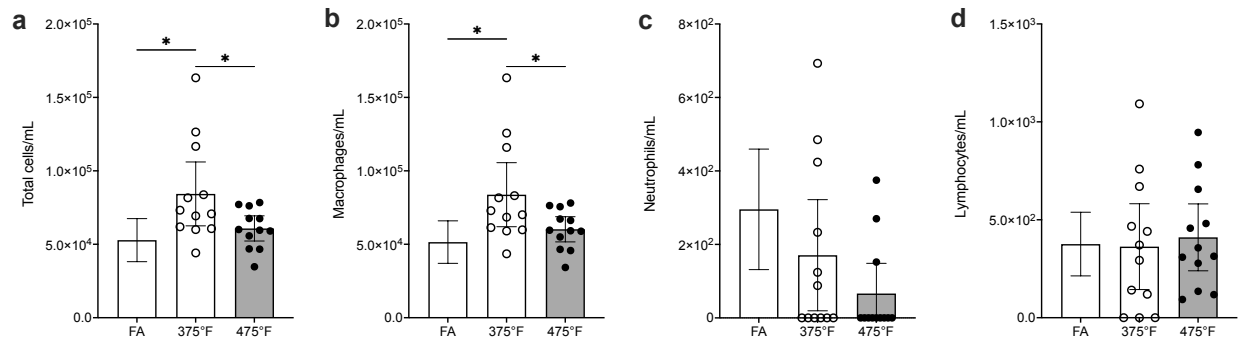 a
Total cells/mL
2.0×10⁵
1.5×10⁵
1.0×10⁵
5.0×10⁴
0.0
*
*
FA 375°F 475°F
b
Macrophages/mL
2.0×10⁵
1.5×10⁵
1.0×10⁵
5.0×10⁴
0.0
*
*
FA 375°F 475°F
c
Neutrophils/mL
8×10²
6×10²
4×10²
2×10²
0
FA 375°F 475°F
d
Lymphocytes/mL
1.5×10³
1.0×10³
5.0×10²
0.0
FA 375°F 475°F